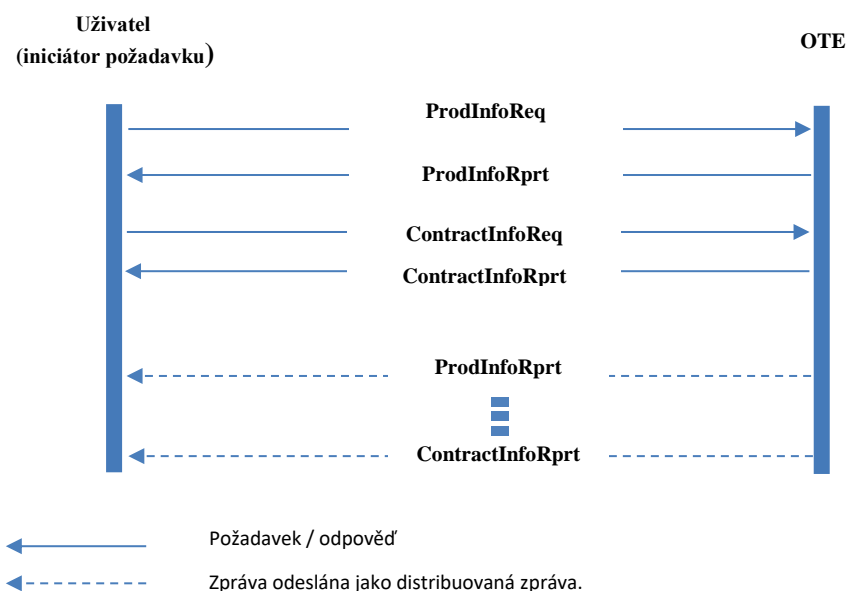 Uživatel
(iniciátor požadavku)
OTE
ProdInfoReq
ProdInfoRprt
ContractInfoReq
ContractInfoRprt
ProdInfoRprt
ContractInfoRprt
Požadavek / odpověď
Zpráva odeslána jako distribuovaná zpráva.